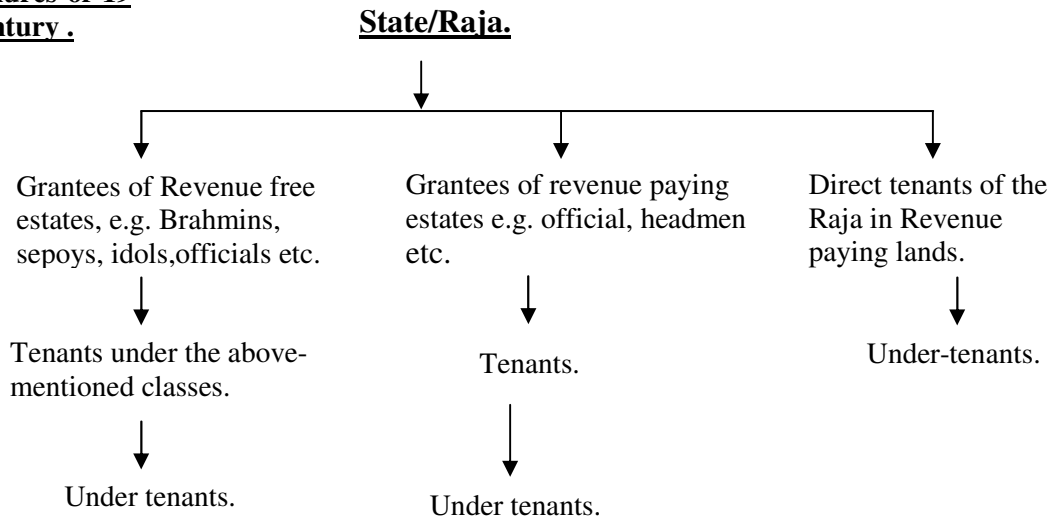 ntury .
State/Raja.
Grantees of Revenue free
estates, e.g. Brahmins,
sepoys, idols,officials etc.
Grantees of revenue paying
estates e.g. official, headmen
etc.
Direct tenants of the
Raja in Revenue
paying lands.
Tenants under the above-
mentioned classes.
Tenants.
Under-tenants.
Under tenants.
Under tenants.